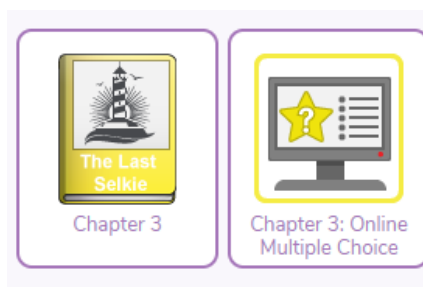 The Last
Selkie
Chapter 3
?
Chapter 3: Online
Multiple Choice